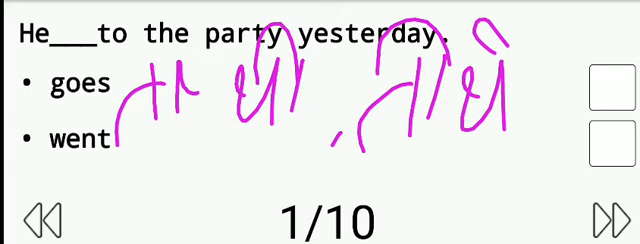 He___to the party yesterday.
• goes
• went
1/10